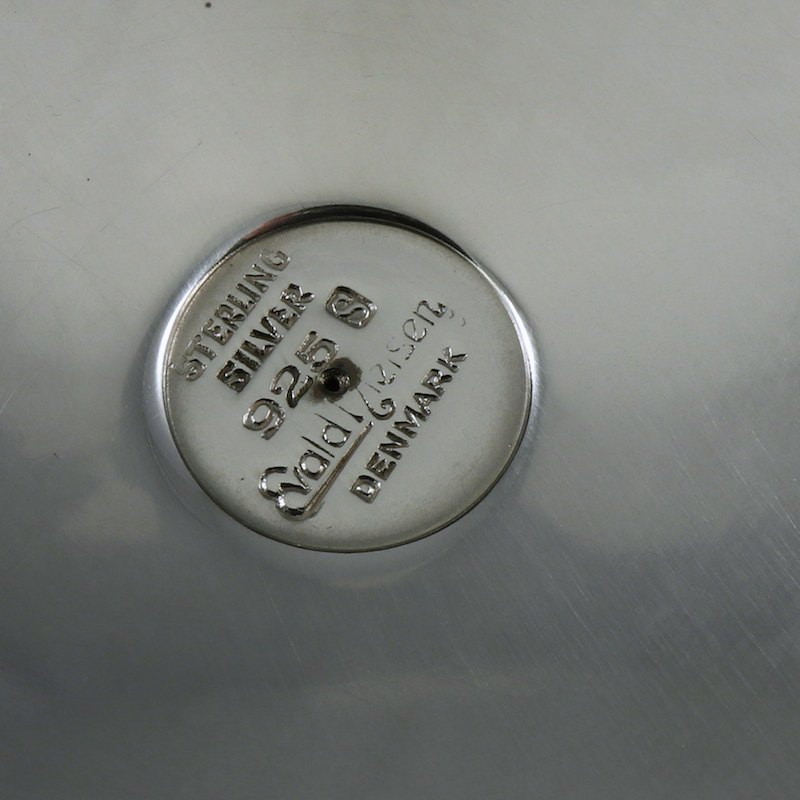 STERLING
SILVER
925 S
Evald Nielsen
DENMARK